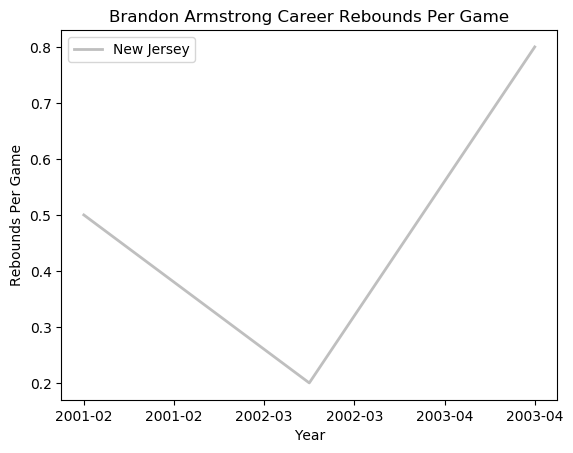 Brandon Armstrong Career Rebounds Per Game
New Jersey
0.8
0.7
0.6
0.5
0.4
0.3
0.2
Rebounds Per Game
2001-02 2001-02 2002-03 2002-03 2003-04 2003-04
Year